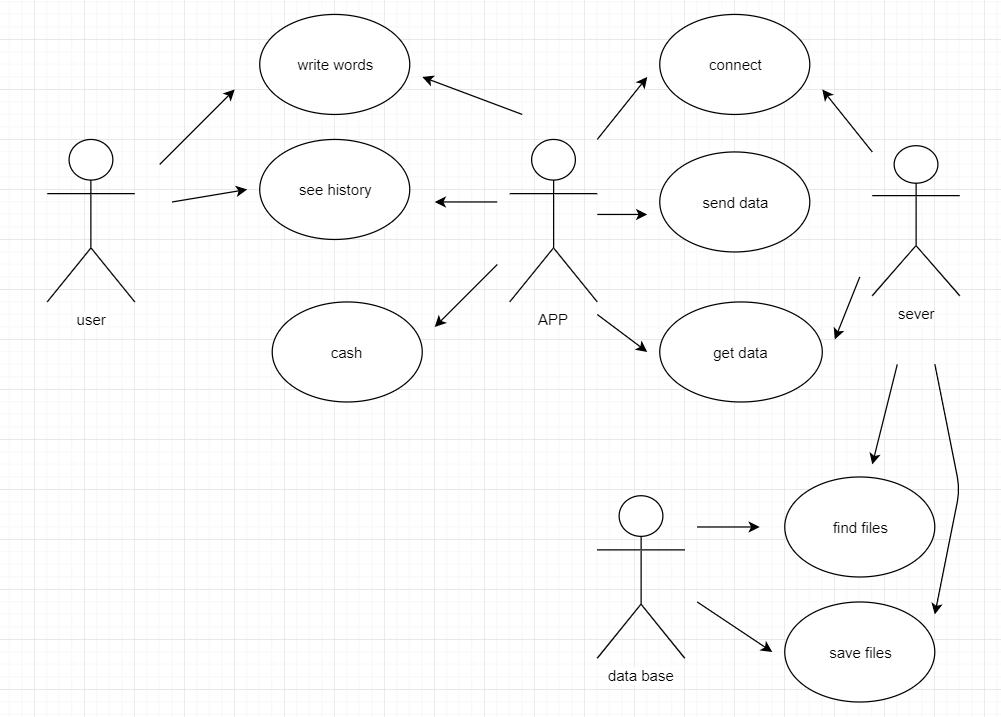 write words
connect
see history
send data
user
APP
sever
cash
get data
find files
save files
data base